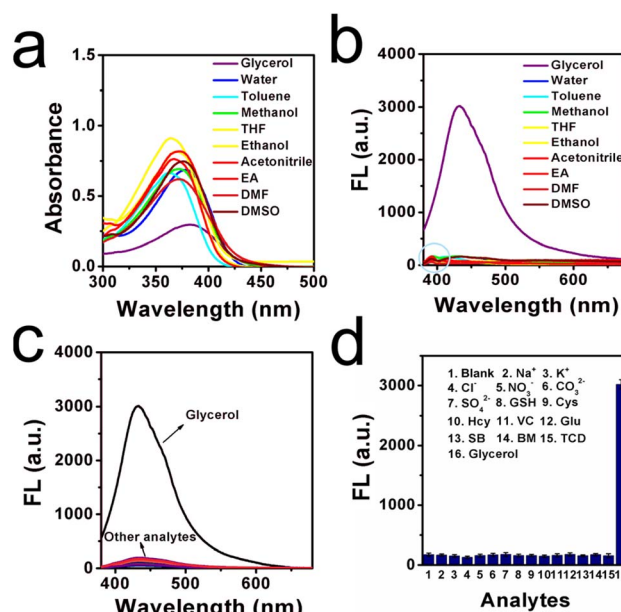 a
1.5
1.0
0.5
0.0
Absorbance
Glycerol
Water
Toluene
Methanol
THF
Ethanol
Acetonitrile
EA
DMF
DMSO
300 350 400 450 500
Wavelength (nm)
b
4000
3000
2000
1000
0
FL (a.u.)
Glycerol
Water
Toluene
Methanol
THF
Ethanol
Acetonitrile
EA
DMF
DMSO
400 500 600
Wavelength (nm)
c
4000
3000
2000
1000
0
FL (a.u.)
Glycerol
Other analytes
400 500 600
Wavelength (nm)
d
3000
2000
1000
0
FL (a.u.)
1. Blank 2. Na⁺ 3. K⁺
4. Cl⁻ 5. NO₃⁻ 6. CO₃²⁻
7. SO₄²⁻ 8. GSH 9. Cys
10. Hcy 11. VC 12. Glu
13. SB 14. BM 15. TCD
16. Glycerol
1 2 3 4 5 6 7 8 9 10 11 12 13 14 15 1
Analytes